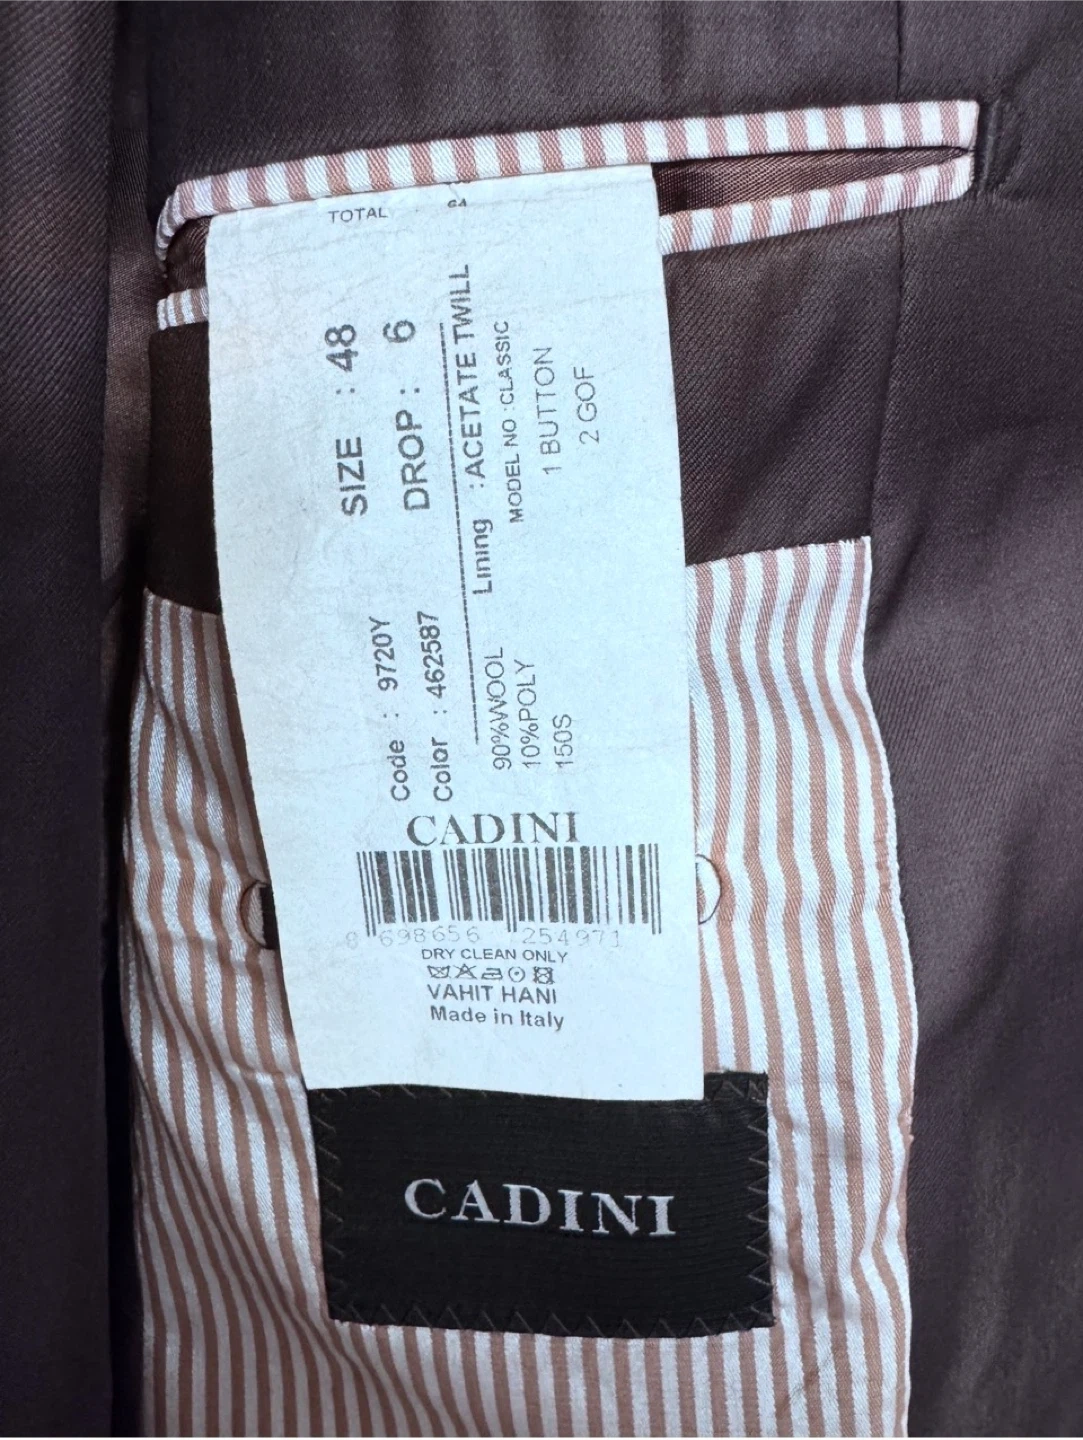 TOTAL
SIZE : 48
DROP : 6
Code : 9720Y
Color : 462587
Lining :ACETATE TWILL
MODEL NO :CLASSIC
1 BUTTON
2 GOF
90%WOOL
10%POLY
150S
CADINI
8 698656 254971
DRY CLEAN ONLY
VAHIT HANI
Made in Italy
CADINI